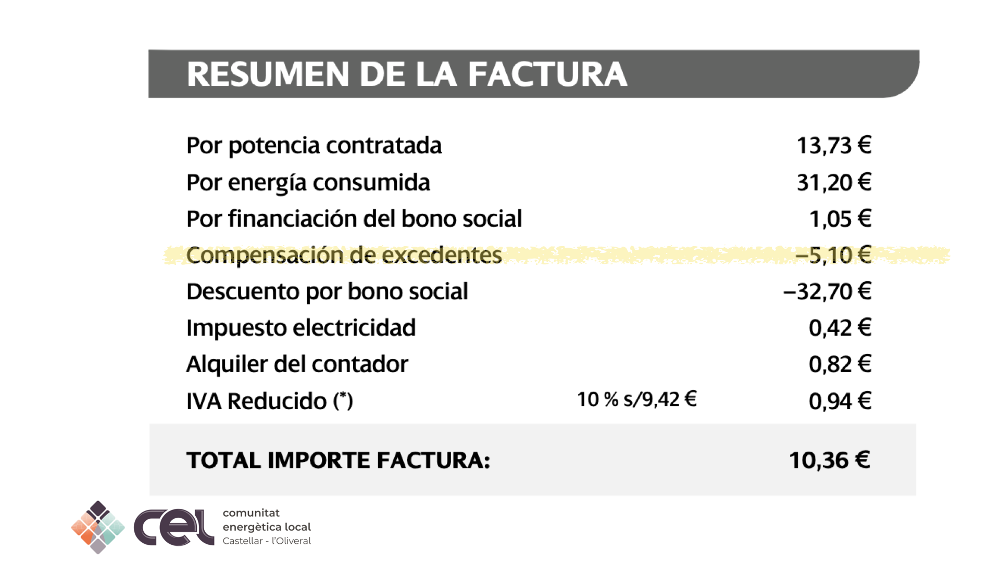 RESUMEN DE LA FACTURA
Por potencia contratada 13,73 €
Por energía consumida 31,20 €
Por financiación del bono social 1,05 €
Compensación de excedentes –5,10 €
Descuento por bono social –32,70 €
Impuesto electricidad 0,42 €
Alquiler del contador 0,82 €
IVA Reducido (*) 10 % s/9,42 € 0,94 €
TOTAL IMPORTE FACTURA: 10,36 €
cel
comunitat
energètica local
Castellar - l'Oliveral